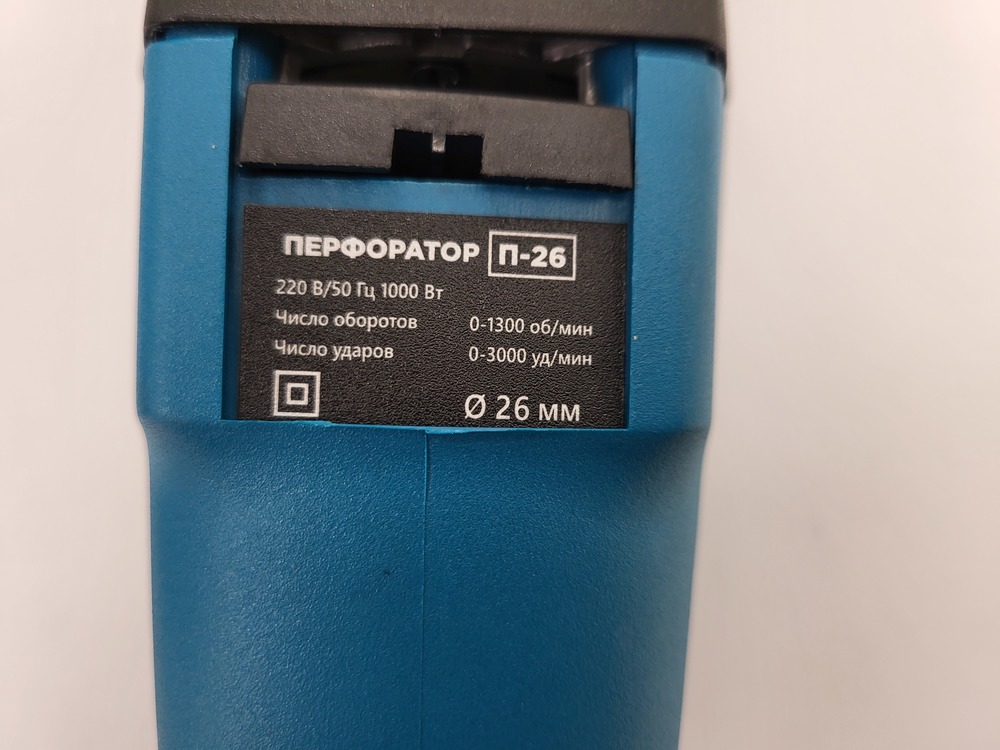 ПЕРФОРАТОР П-26
220 В/50 Гц 1000 Вт
Число оборотов 0-1300 об/мин
Число ударов 0-3000 уд/мин
Ø 26 мм